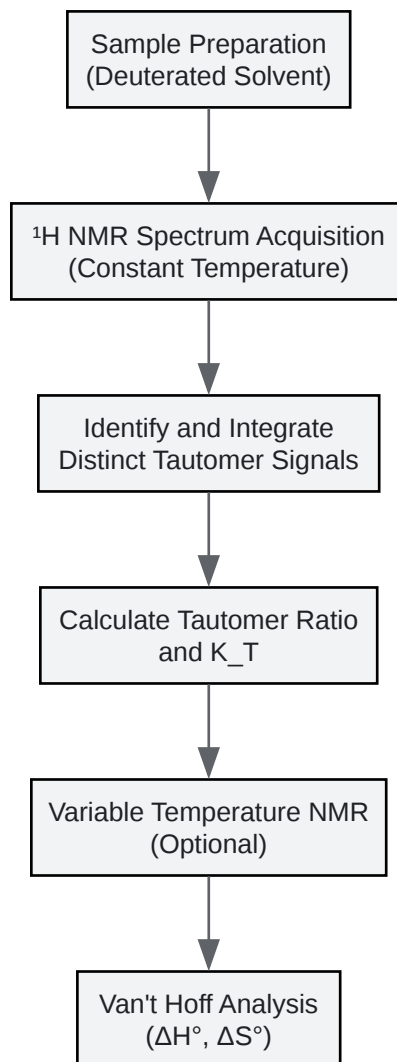 Sample Preparation
(Deuterated Solvent)
¹H NMR Spectrum Acquisition
(Constant Temperature)
Identify and Integrate
Distinct Tautomer Signals
Calculate Tautomer Ratio
and K_T
Variable Temperature NMR
(Optional)
Van't Hoff Analysis
(ΔH°, ΔS°)